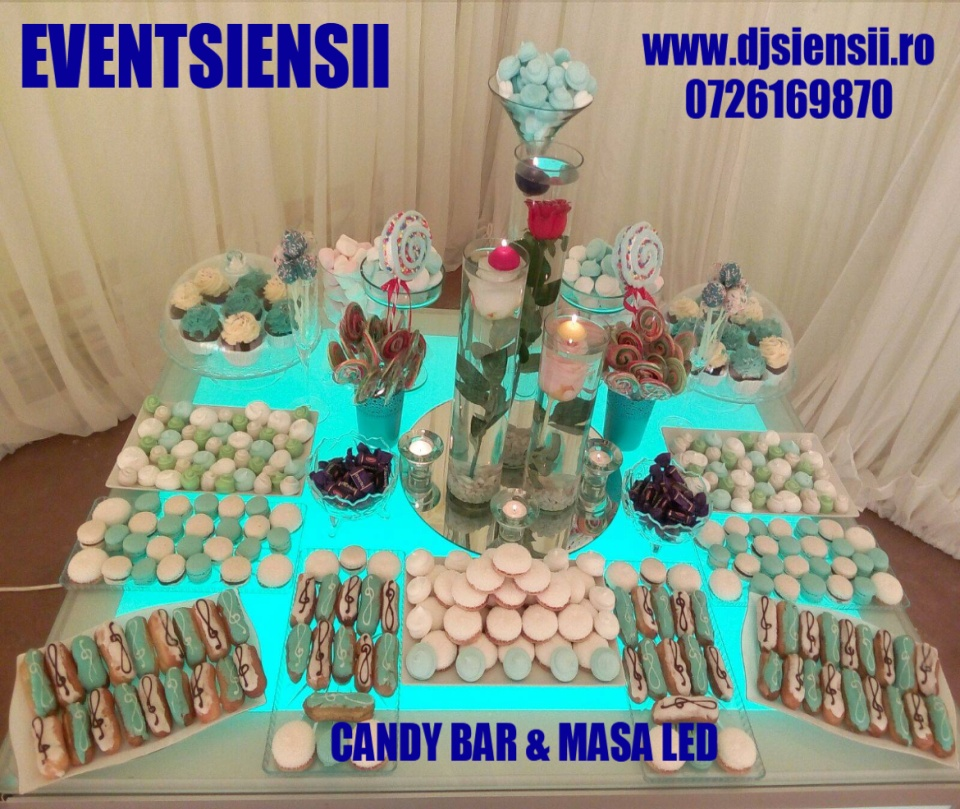 EVENTSIENSII
www.djsiensii.ro
0726169870
CANDY BAR & MASA LED